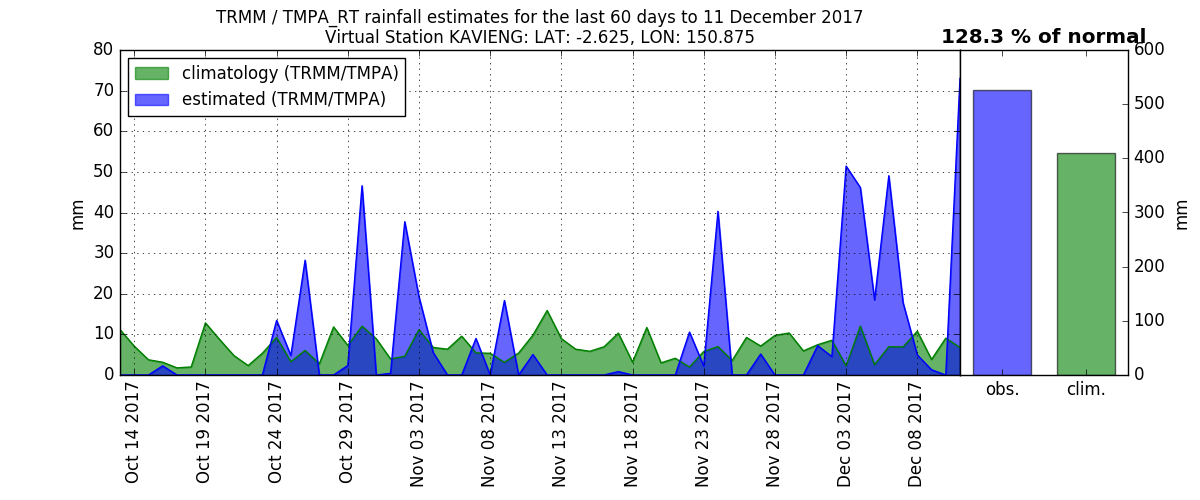 TRMM / TMPA_RT rainfall estimates for the last 60 days to 11 December 2017
Virtual Station KAVIENG: LAT: -2.625, LON: 150.875
128.3 % of normal
climatology (TRMM/TMPA)
estimated (TRMM/TMPA)
80
70
60
50
40
30
20
10
0
mm
600
500
400
300
200
100
0
mm
Oct 14 2017
Oct 19 2017
Oct 24 2017
Oct 29 2017
Nov 03 2017
Nov 08 2017
Nov 13 2017
Nov 18 2017
Nov 23 2017
Nov 28 2017
Dec 03 2017
Dec 08 2017
obs.
clim.